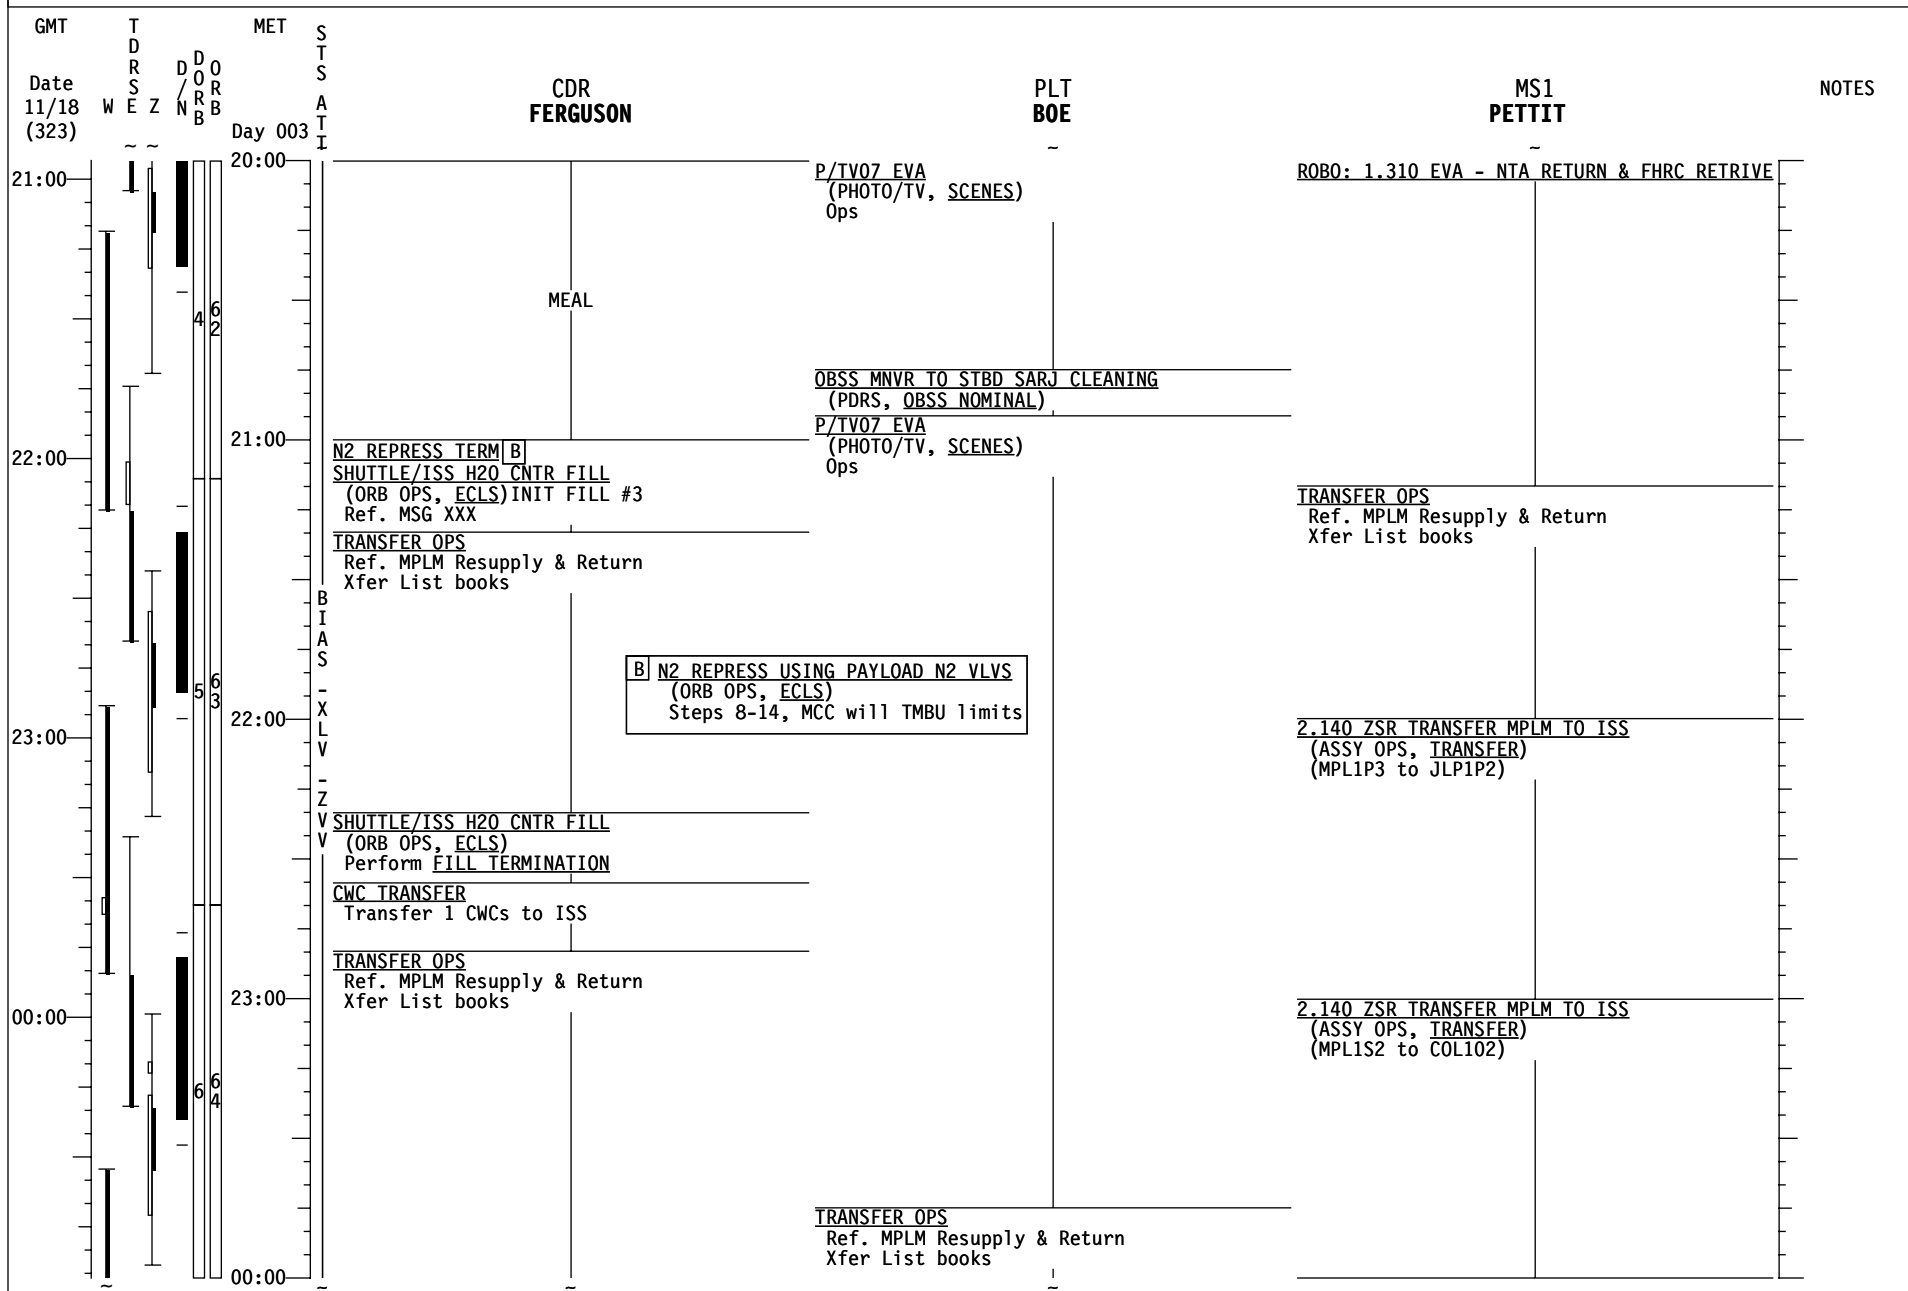 GMT
Date
11/18
(323)
TDRS
W E Z
D/N
DORB
ORB
MET
Day 003
STS ATT
CDR
FERGUSON
PLT
BOE
MS1
PETTIT
NOTES
~ ~ ~ ~
20:00
21:00
P/TV07 EVA
(PHOTO/TV, SCENES)
Ops
ROBO: 1.310 EVA - NTA RETURN & FHRC RETRIVE
MEAL
4
62
OBSS MNVR TO STBD SARJ CLEANING
(PDRS, OBSS NOMINAL)
P/TV07 EVA
(PHOTO/TV, SCENES)
Ops
21:00
22:00
N2 REPRESS TERM B
SHUTTLE/ISS H2O CNTR FILL
(ORB OPS, ECLS)INIT FILL #3
Ref. MSG XXX
TRANSFER OPS
Ref. MPLM Resupply & Return
Xfer List books
TRANSFER OPS
Ref. MPLM Resupply & Return
Xfer List books
BIAS -XLV -ZVV
5
63
B N2 REPRESS USING PAYLOAD N2 VLVS
(ORB OPS, ECLS)
Steps 8-14, MCC will TMBU limits
22:00
23:00
2.140 ZSR TRANSFER MPLM TO ISS
(ASSY OPS, TRANSFER)
(MPL1P3 to JLP1P2)
SHUTTLE/ISS H2O CNTR FILL
(ORB OPS, ECLS)
Perform FILL TERMINATION
CWC TRANSFER
Transfer 1 CWCs to ISS
TRANSFER OPS
Ref. MPLM Resupply & Return
Xfer List books
23:00
00:00
2.140 ZSR TRANSFER MPLM TO ISS
(ASSY OPS, TRANSFER)
(MPL1S2 to COL1O2)
6
64
TRANSFER OPS
Ref. MPLM Resupply & Return
Xfer List books
00:00
~ ~ ~ ~